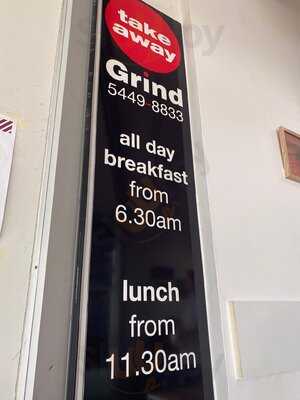 take
away
Grind
5449-8833
all day
breakfast
from
6.30am
lunch
from
11.30am